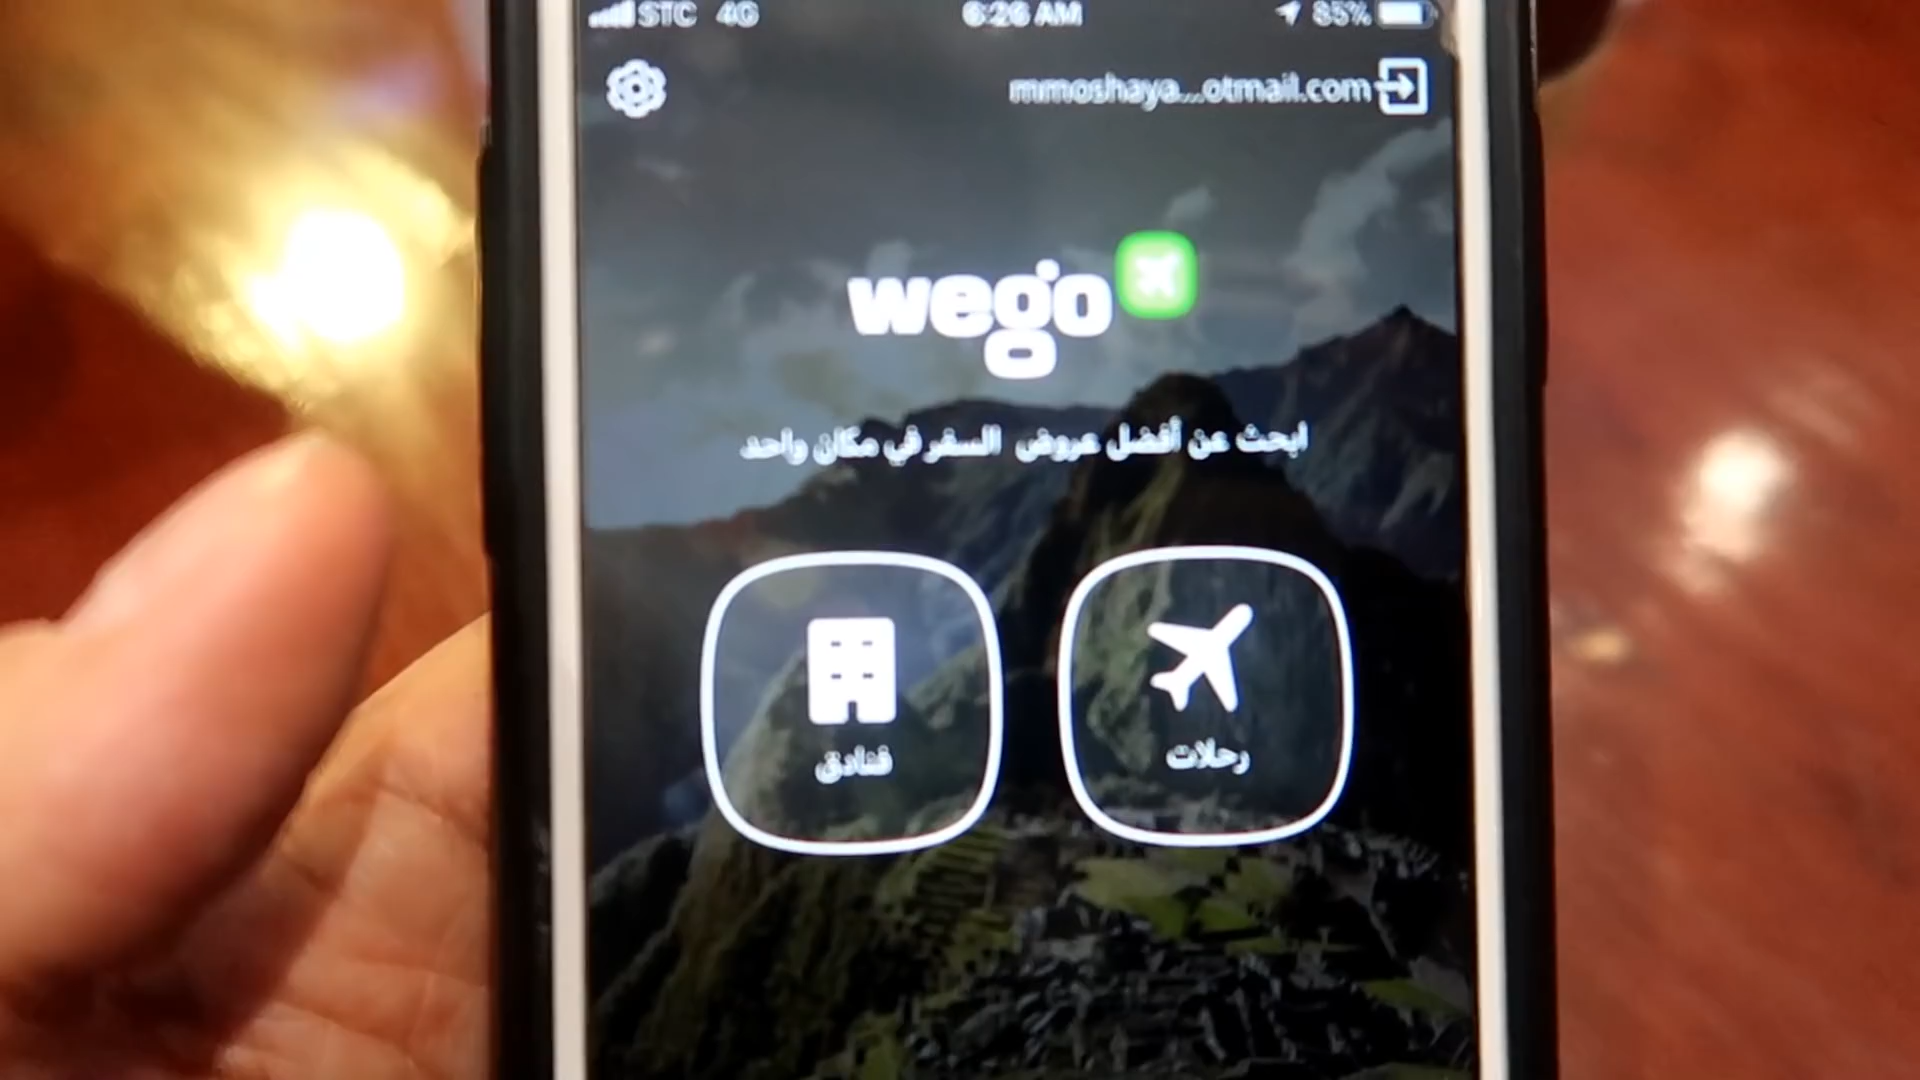 STC 4G 6:26 AM 85%
mmoshaya...otmail.com
wego
ابحث عن أفضل عروض السفر في مكان واحد
رحلات
فنادق